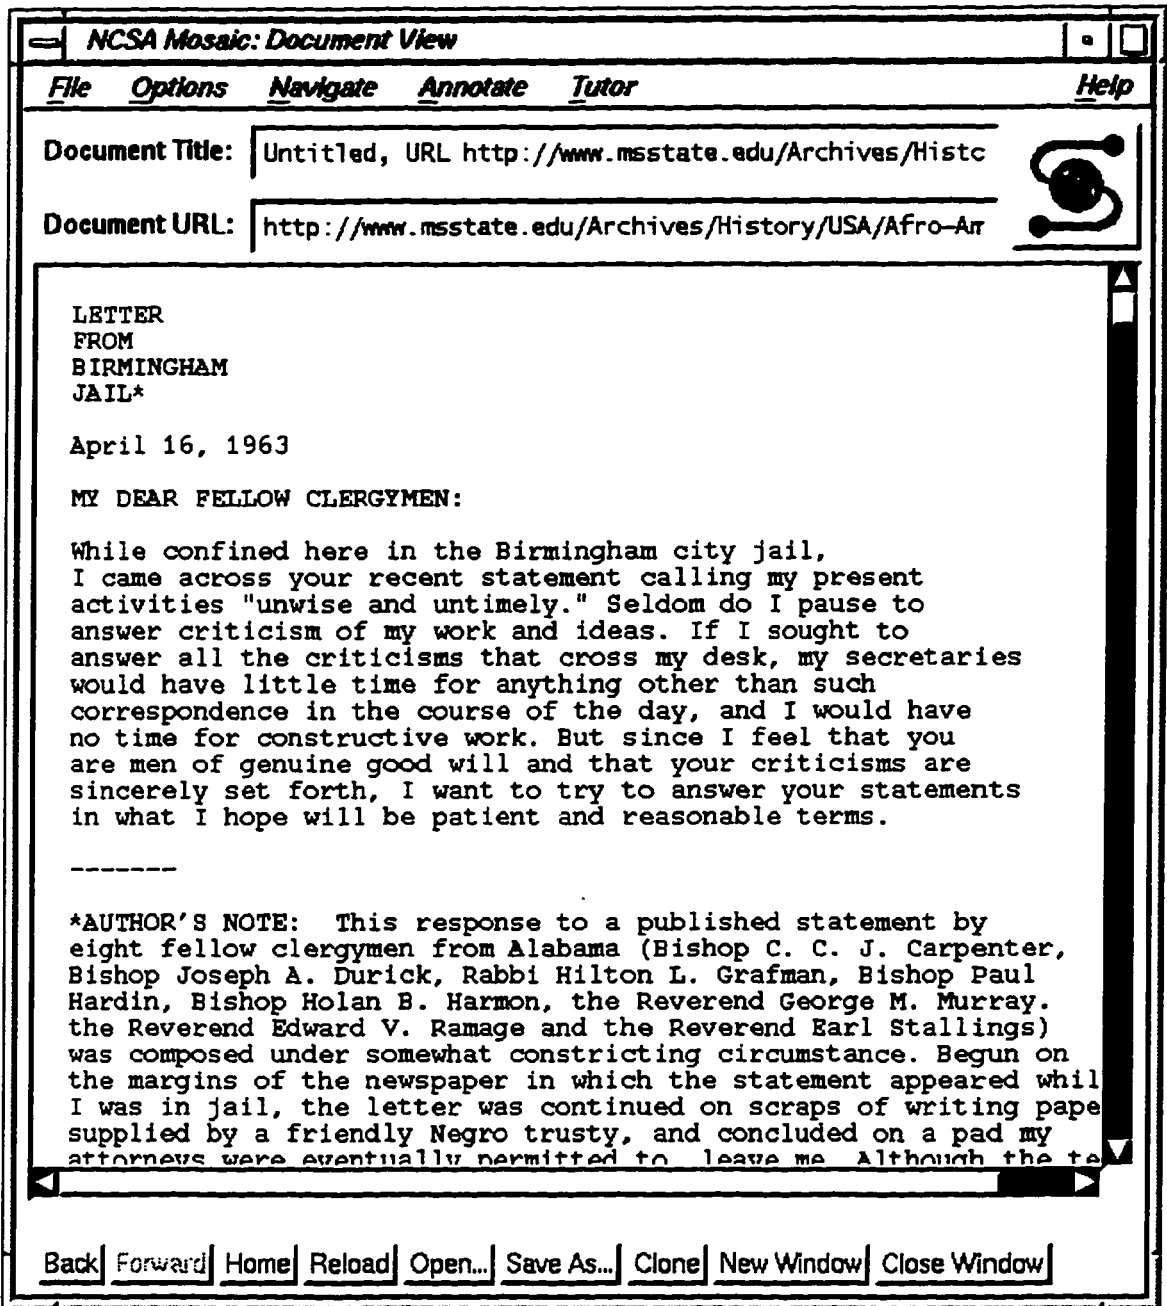 NCSA Mosaic: Document View
File Options Navigate Annotate Tutor Help
Document Title: Untitled, URL http://www.msstate.edu/Archives/Histo
Document URL: http://www.msstate.edu/Archives/History/USA/Afro-Am
LETTER
FROM
BIRMINGHAM
JAIL*
April 16, 1963
MY DEAR FELLOW CLERGYMEN:
While confined here in the Birmingham city jail,
I came across your recent statement calling my present
activities "unwise and untimely." Seldom do I pause to
answer criticism of my work and ideas. If I sought to
answer all the criticisms that cross my desk, my secretaries
would have little time for anything other than such
correspondence in the course of the day, and I would have
no time for constructive work. But since I feel that you
are men of genuine good will and that your criticisms are
sincerely set forth, I want to try to answer your statements
in what I hope will be patient and reasonable terms.
-------
*AUTHOR'S NOTE: This response to a published statement by
eight fellow clergymen from Alabama (Bishop C. C. J. Carpenter,
Bishop Joseph A. Durick, Rabbi Hilton L. Grafman, Bishop Paul
Hardin, Bishop Holan B. Harmon, the Reverend George M. Murray.
the Reverend Edward V. Ramage and the Reverend Earl Stallings)
was composed under somewhat constricting circumstance. Begun on
the margins of the newspaper in which the statement appeared whil
I was in jail, the letter was continued on scraps of writing pape
supplied by a friendly Negro trusty, and concluded on a pad my
attorneys were eventually permitted to leave me. Although the te
Back Forward Home Reload Open... Save As... Clone New Window Close Window